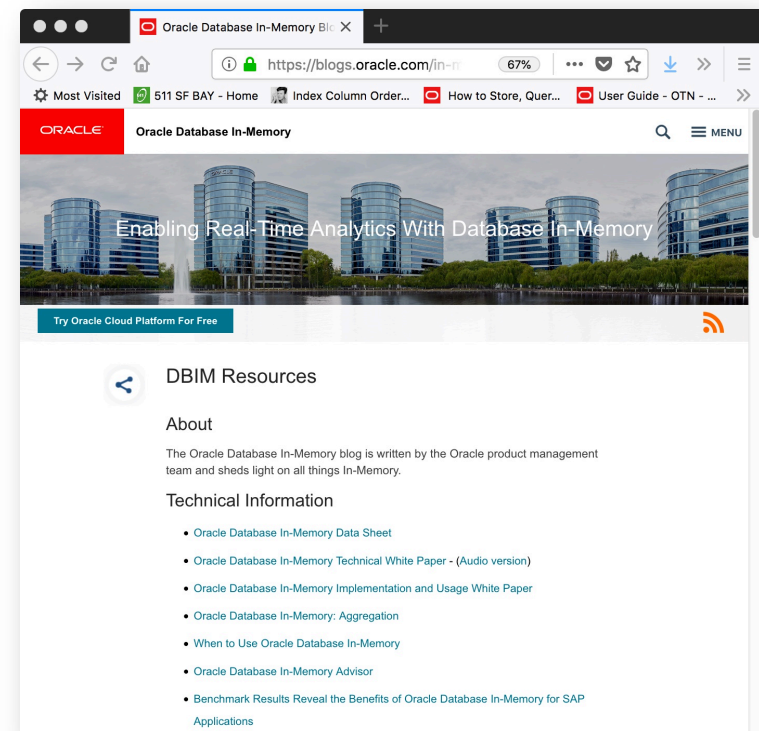 Oracle Database In-Memory Blo
https://blogs.oracle.com/in-m 67%
Most Visited 511 SF BAY - Home Index Column Order... How to Store, Quer... User Guide - OTN - ...
ORACLE Oracle Database In-Memory MENU
Enabling Real-Time Analytics With Database In-Memory
Try Oracle Cloud Platform For Free
DBIM Resources
About
The Oracle Database In-Memory blog is written by the Oracle product management
team and sheds light on all things In-Memory.
Technical Information
• Oracle Database In-Memory Data Sheet
• Oracle Database In-Memory Technical White Paper - (Audio version)
• Oracle Database In-Memory Implementation and Usage White Paper
• Oracle Database In-Memory: Aggregation
• When to Use Oracle Database In-Memory
• Oracle Database In-Memory Advisor
• Benchmark Results Reveal the Benefits of Oracle Database In-Memory for SAP
Applications